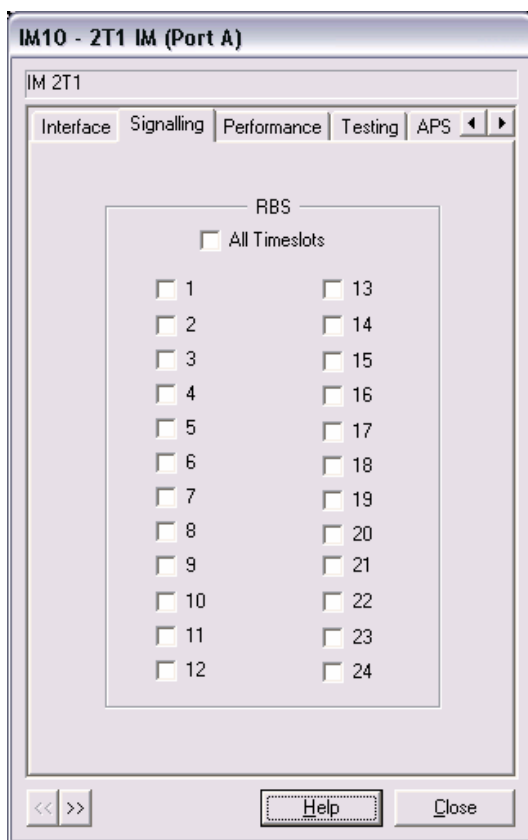 IM10 - 2T1 IM (Port A)
IM 2T1
Interface Signalling Performance Testing APS
RBS
All Timeslots
1 13
2 14
3 15
4 16
5 17
6 18
7 19
8 20
9 21
10 22
11 23
12 24
<< >> Help Close